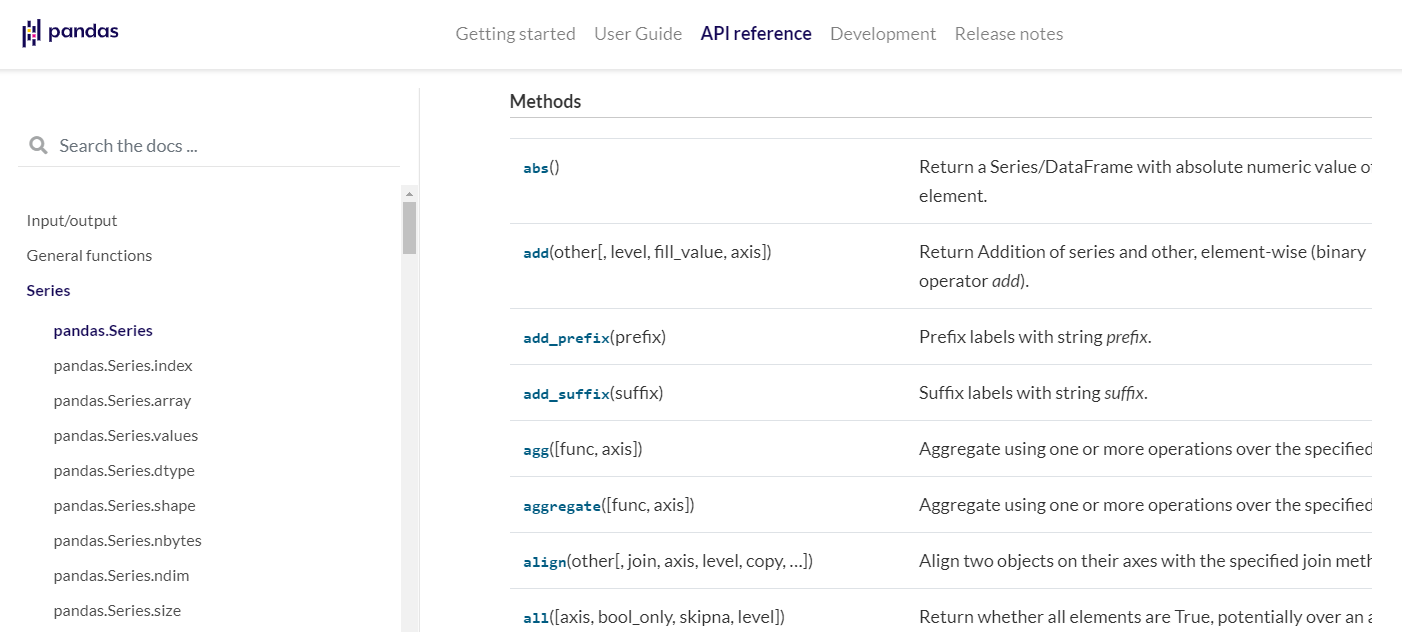 pandas
Getting started User Guide API reference Development Release notes
Search the docs ...
Input/output
General functions
Series
pandas.Series
pandas.Series.index
pandas.Series.array
pandas.Series.values
pandas.Series.dtype
pandas.Series.shape
pandas.Series.nbytes
pandas.Series.ndim
pandas.Series.size
Methods
abs() Return a Series/DataFrame with absolute numeric value
element.
add(other[, level, fill_value, axis]) Return Addition of series and other, element-wise (binary
operator add).
add_prefix(prefix) Prefix labels with string prefix.
add_suffix(suffix) Suffix labels with string suffix.
agg([func, axis]) Aggregate using one or more operations over the specified
aggregate([func, axis]) Aggregate using one or more operations over the specified
align(other[, join, axis, level, copy, …]) Align two objects on their axes with the specified join
all([axis, bool_only, skipna, level]) Return whether all elements are True, potentially over an